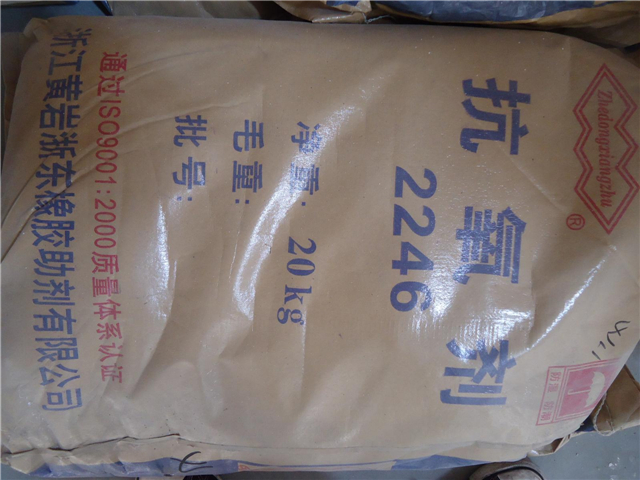 Zhedongxiangzhu
®
抗氧剂
2246
净重: 20kg
毛重:
批号:
通过ISO9001:2000质量体系认证
浙江黄岩浙东橡胶助剂有限公司